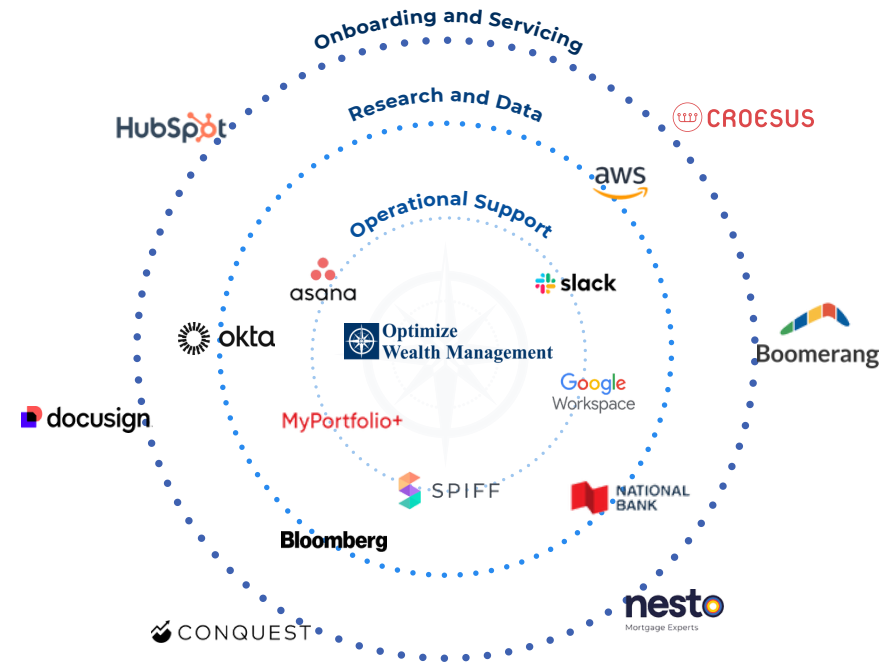 Onboarding and Servicing
Research and Data
HubSpot
CROESUS
aws
Operational Support
asana
slack
okta
Optimize
Wealth Management
Boomerang
Google
Workspace
docusign
MyPortfolio+
SPIFF
NATIONAL
BANK
Bloomberg
nesto
Mortgage Experts
CONQUEST